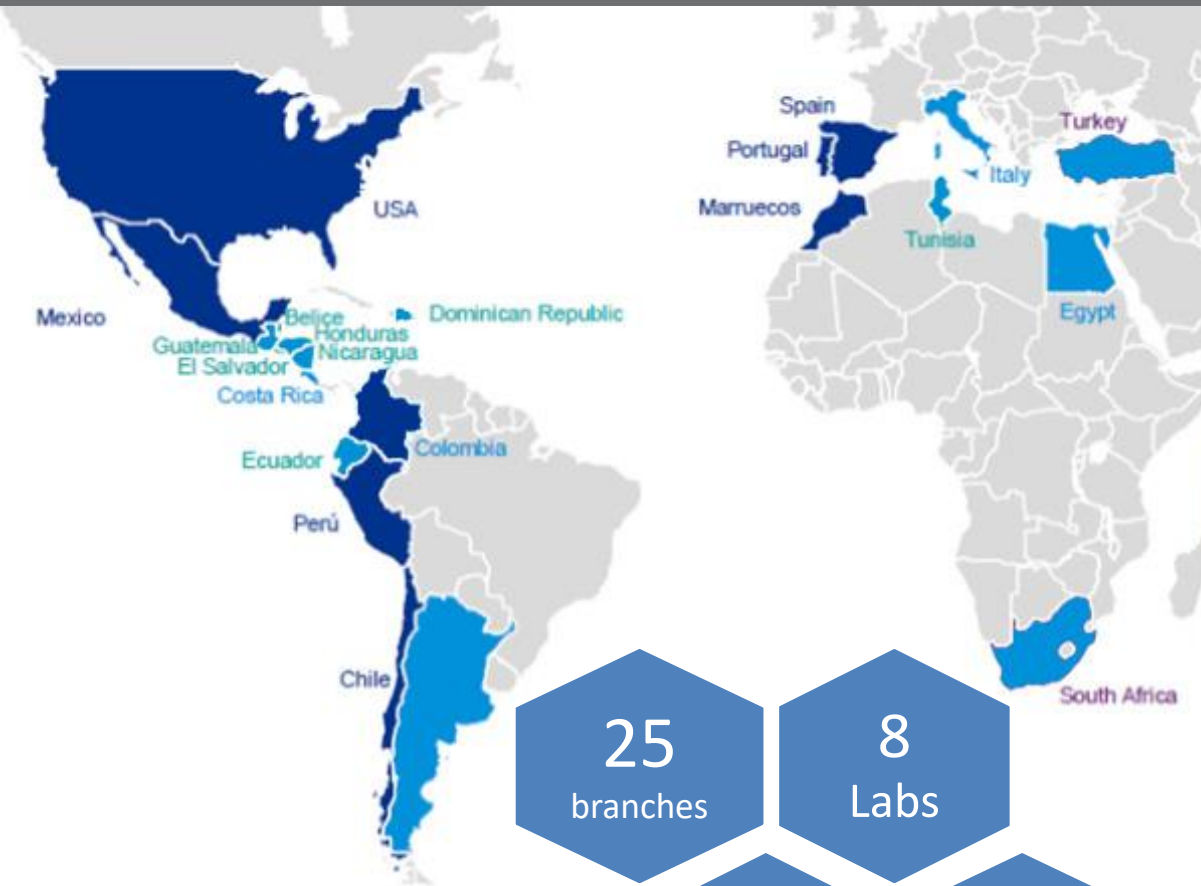 Spain
Turkey
Portugal
Italy
USA
Marruecos
Tunisia
Mexico
Belice
Dominican Republic
Egypt
Honduras
Guatemala
Nicaragua
El Salvador
Costa Rica
Colombia
Ecuador
Perú
Chile
South Africa
25
branches
8
Labs